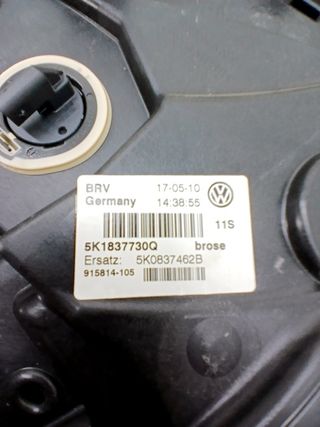 BRV 17-05-10
Germany 14:38:55
11S
5K1837730Q brose
Ersatz: 5K0837462B
915814-105